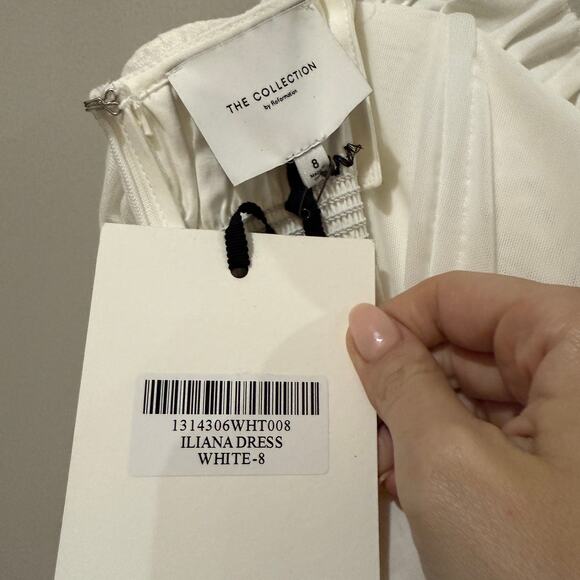 THE COLLECTION
by Reformation
8
1314306WHT008
ILIANA DRESS
WHITE-8